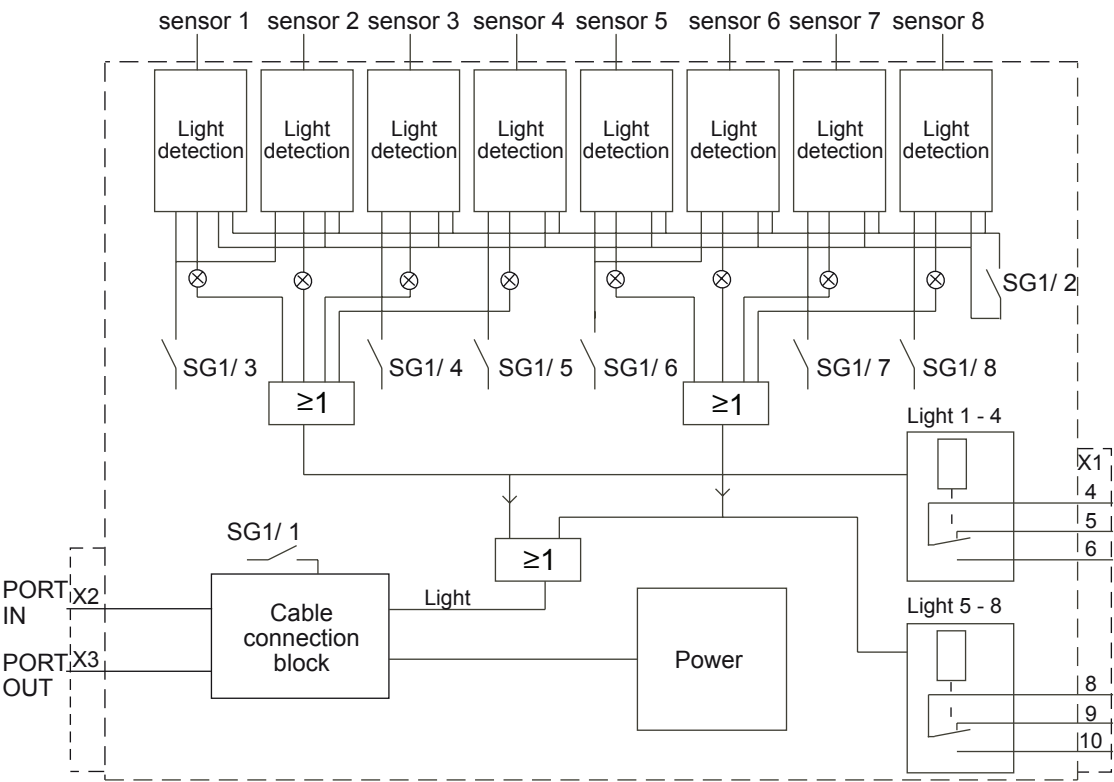 sensor 1 sensor 2 sensor 3 sensor 4 sensor 5 sensor 6 sensor 7 sensor 8
Light detection
Light detection
Light detection
Light detection
Light detection
Light detection
Light detection
Light detection
SG1/ 2
SG1/ 3
SG1/ 4
SG1/ 5
SG1/ 6
SG1/ 7
SG1/ 8
≥1
≥1
Light 1 - 4
X1
4
5
6
SG1/ 1
≥1
PORT IN
X2
Cable connection block
Light
Power
PORT OUT
X3
Light 5 - 8
8
9
10